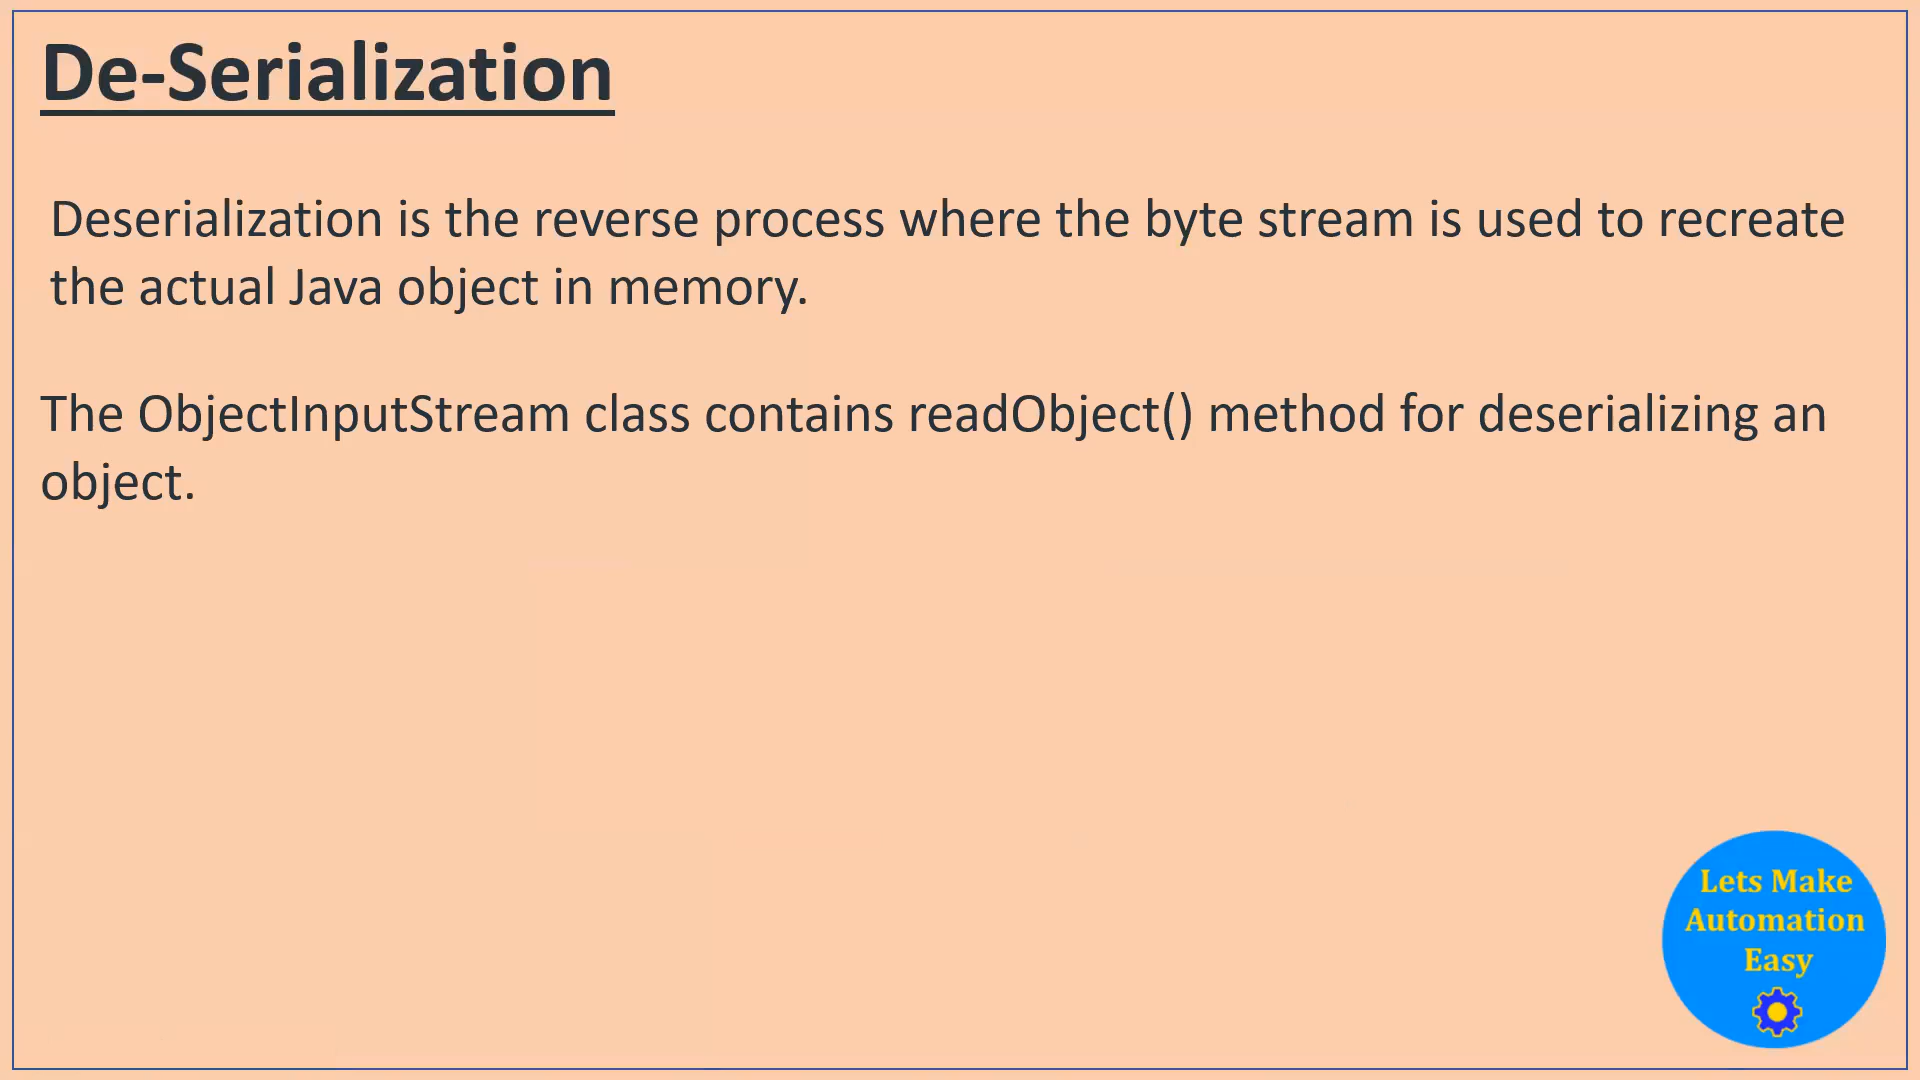 De-Serialization
Deserialization is the reverse process where the byte stream is used to recreate
the actual Java object in memory.
The ObjectInputStream class contains readObject() method for deserializing an
object.
Lets Make
Automation
Easy